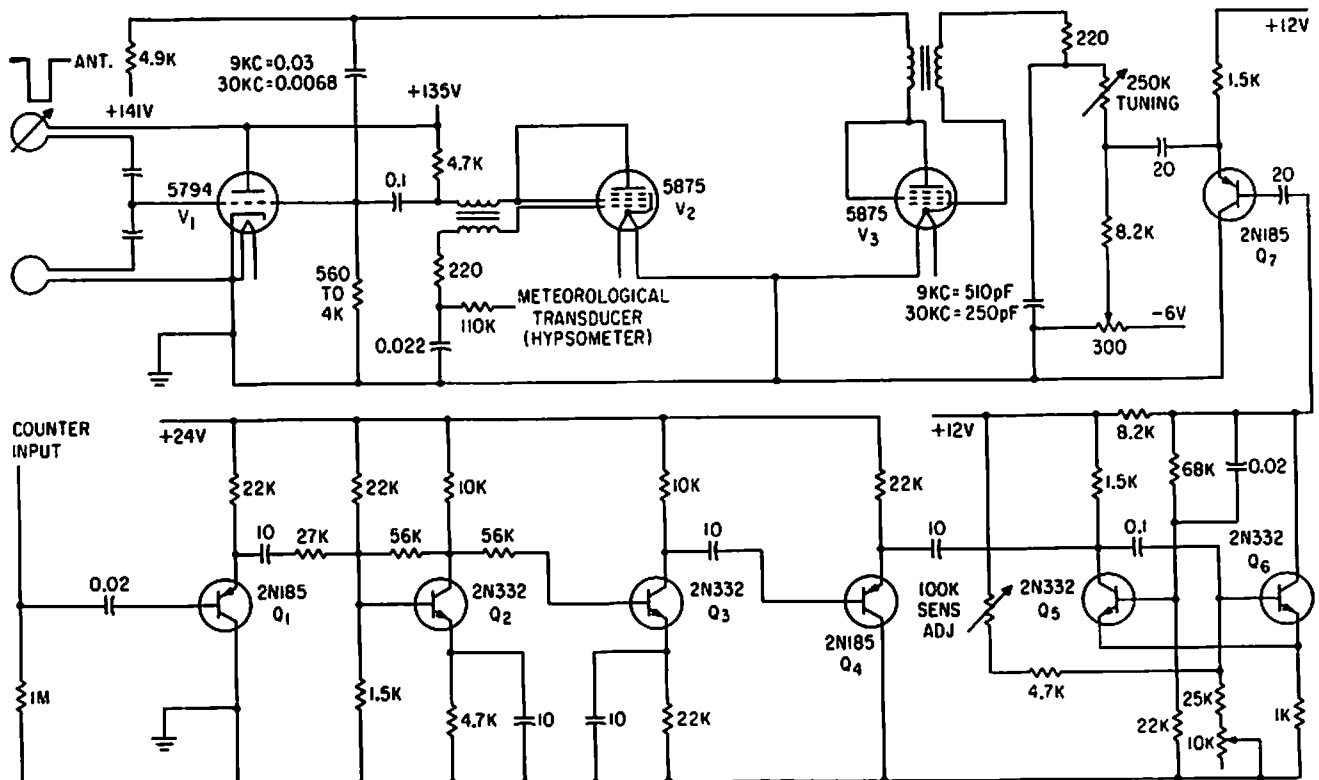 ANT.
4.9K
+141V
9KC=0.03
30KC=0.0068
+135V
4.7K
5794
V1
0.1
560
TO
4K
220
110K
0.022
METEOROLOGICAL
TRANSDUCER
(HYPSOMETER)
5875
V2
5875
V3
9KC=510pF
30KC=250pF
220
250K
TUNING
20
8.2K
-6V
300
+12V
1.5K
20
2N185
Q7
COUNTER
INPUT
1M
0.02
+24V
22K
10
27K
2N185
Q1
22K
56K
10K
56K
2N332
Q2
1.5K
4.7K
10
10K
10
2N332
Q3
10
22K
22K
2N185
Q4
10
+12V
8.2K
100K
SENS
ADJ
4.7K
1.5K
2N332
Q5
68K
0.02
0.1
2N332
Q6
22K
25K
10K
1K